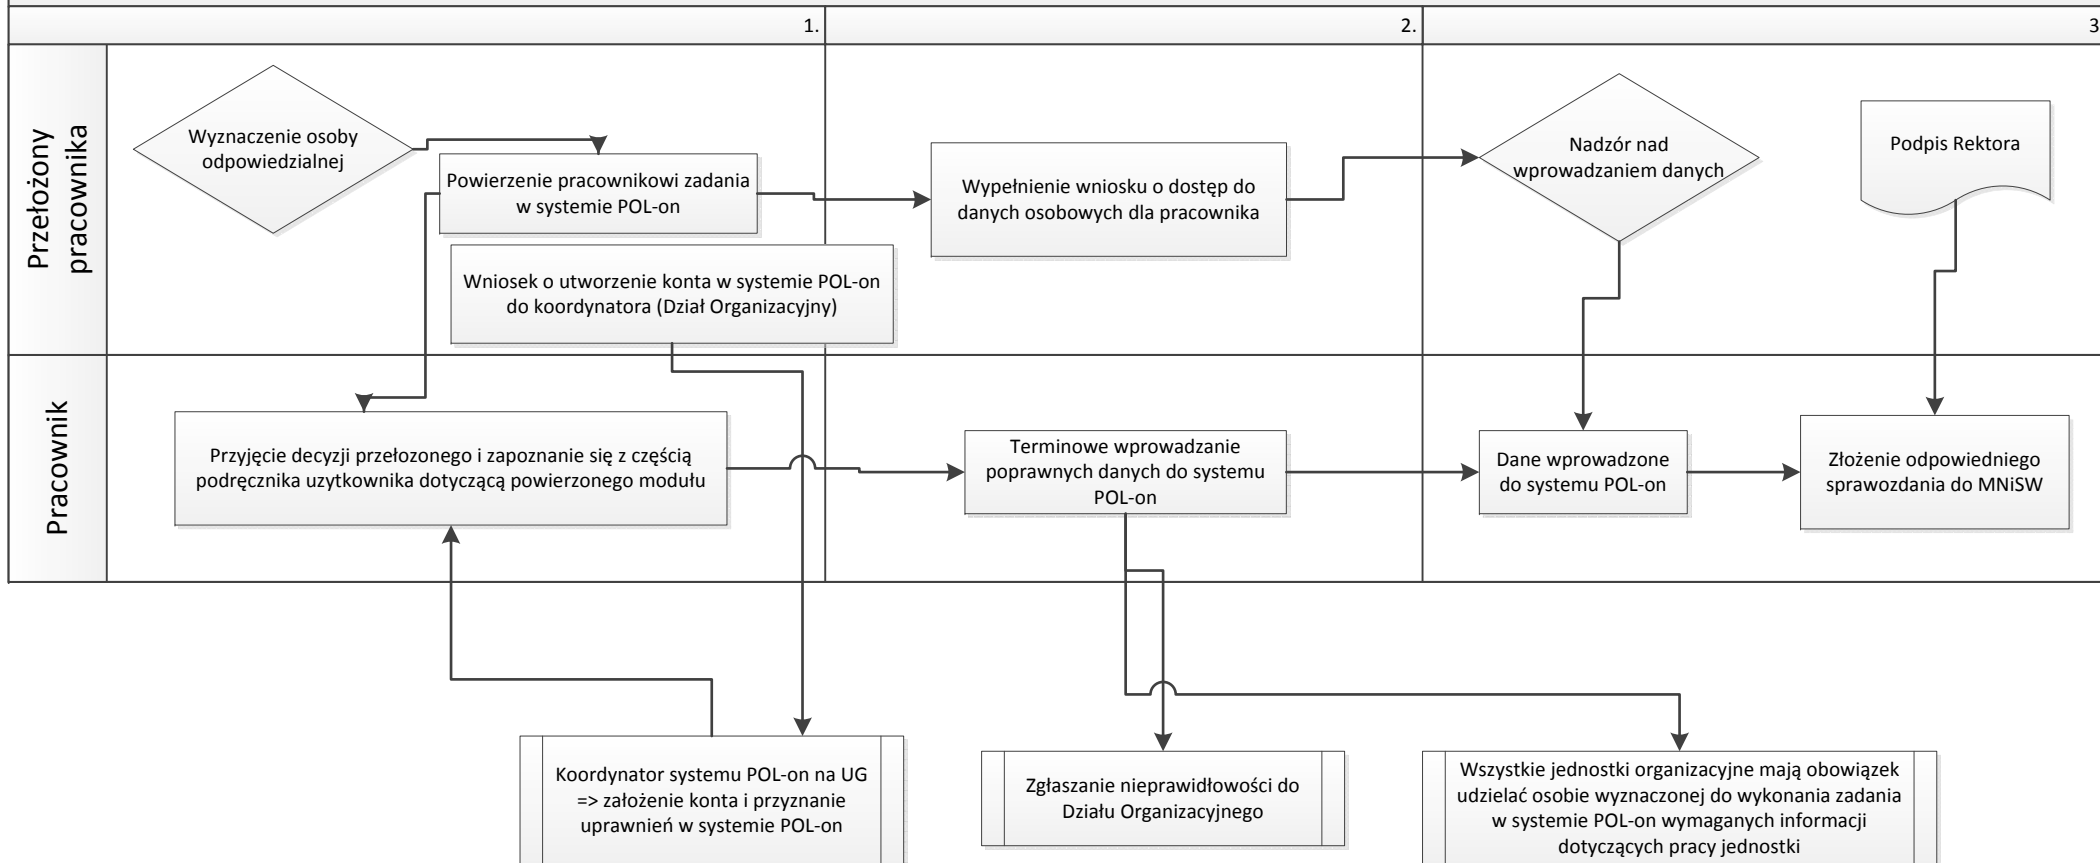 1.
2.
3
Przełożony
pracownika
Wyznaczenie osoby
odpowiedzialnej
Powierzenie pracownikowi zadania
w systemie POL-on
Wniosek o utworzenie konta w systemie POL-on
do koordynatora (Dział Organizacyjny)
Wypełnienie wniosku o dostęp do
danych osobowych dla pracownika
Nadzór nad
wprowadzaniem danych
Podpis Rektora
Pracownik
Przyjęcie decyzji przełozonego i zapoznanie się z częścią
podręcznika uzytkownika dotyczącą powierzonego modułu
Terminowe wprowadzanie
poprawnych danych do systemu
POL-on
Dane wprowadzone
do systemu POL-on
Złożenie odpowiedniego
sprawozdania do MNiSW
Koordynator systemu POL-on na UG
=> założenie konta i przyznanie
uprawnień w systemie POL-on
Zgłaszanie nieprawidłowości do
Działu Organizacyjnego
Wszystkie jednostki organizacyjne mają obowiązek
udzielać osobie wyznaczonej do wykonania zadania
w systemie POL-on wymaganych informacji
dotyczących pracy jednostki